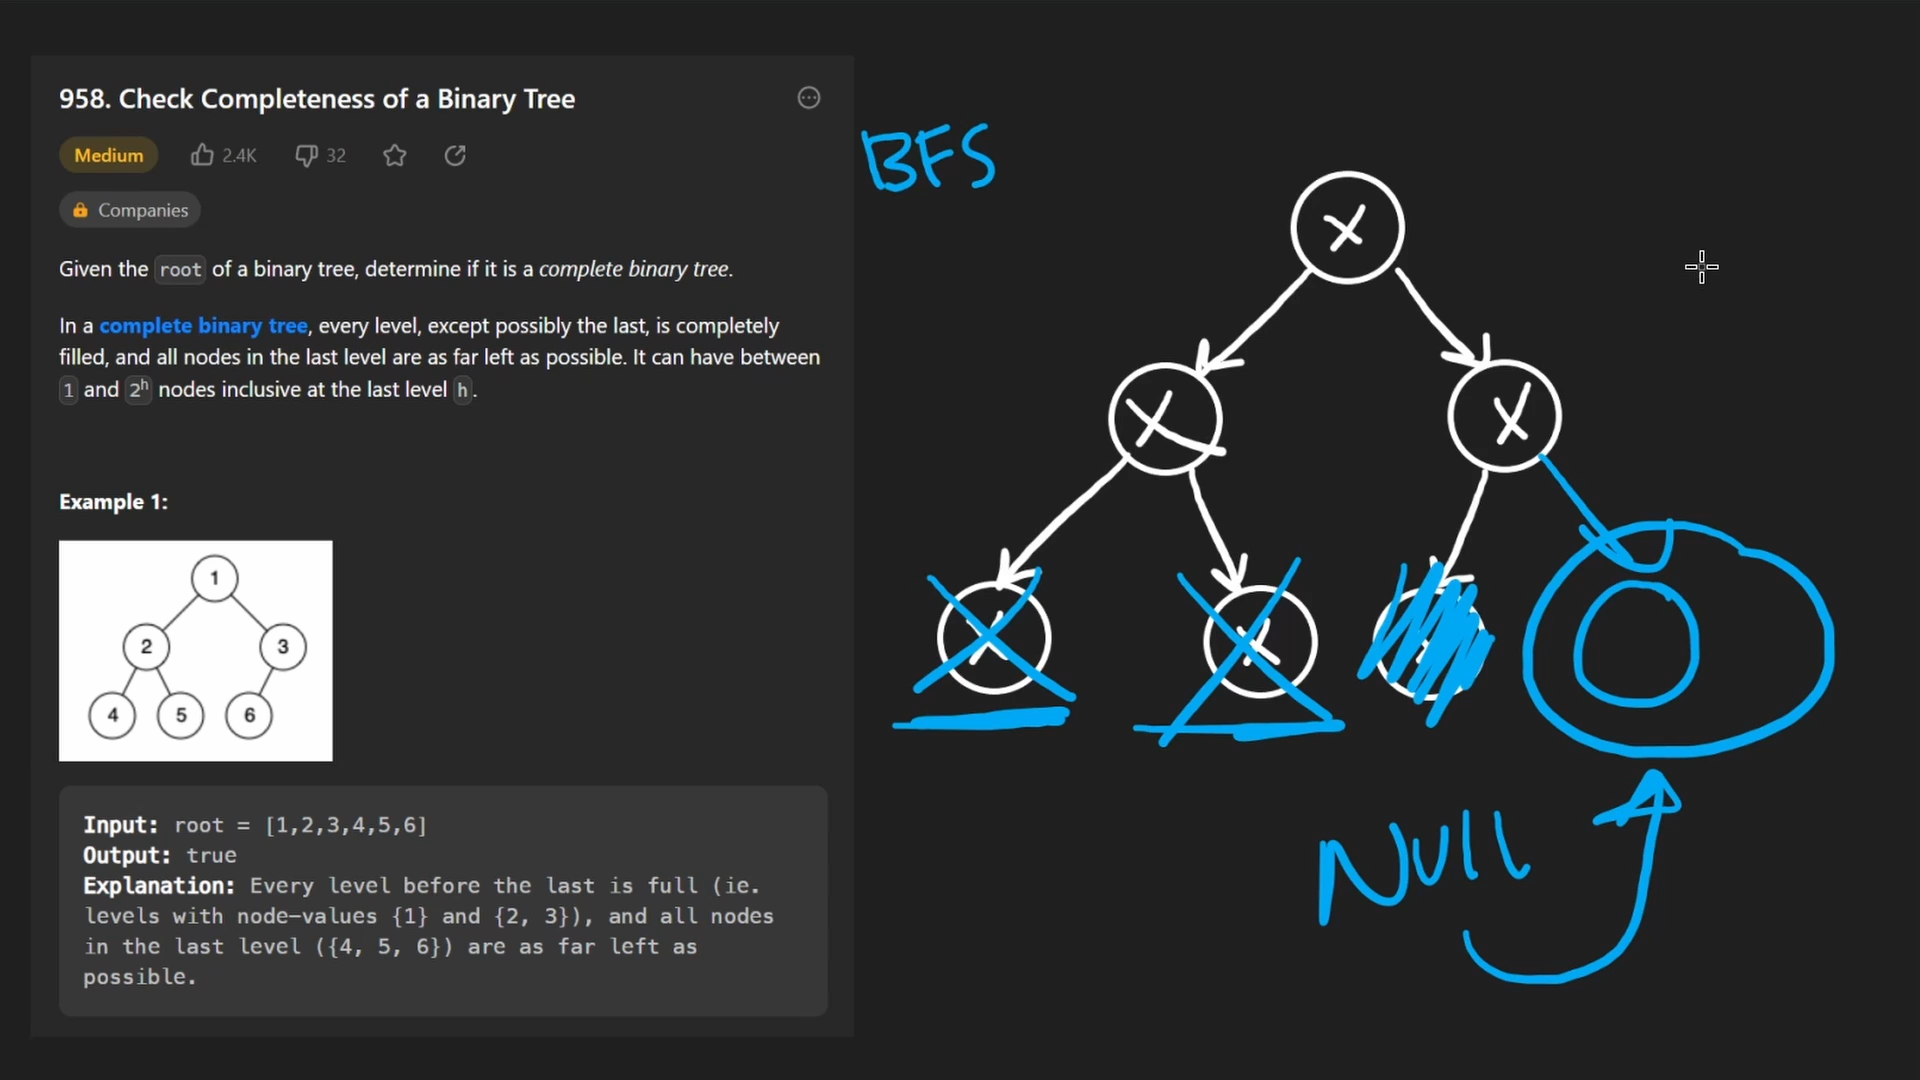 958. Check Completeness of a Binary Tree
Medium 2.4K 32
Companies
Given the root of a binary tree, determine if it is a complete binary tree.
In a complete binary tree, every level, except possibly the last, is completely
filled, and all nodes in the last level are as far left as possible. It can have between
1 and 2h nodes inclusive at the last level h.
Example 1:
1
2 3
4 5 6
Input: root = [1,2,3,4,5,6]
Output: true
Explanation: Every level before the last is full (ie.
levels with node-values {1} and {2, 3}), and all nodes
in the last level ({4, 5, 6}) are as far left as
possible.
BFS
X
X X
X X
NUll